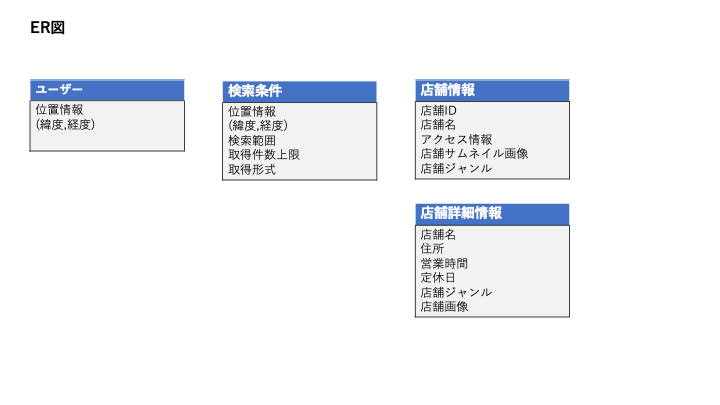 ER図
ユーザー
位置情報
(緯度,経度)
検索条件
位置情報
(緯度,経度)
検索範囲
取得件数上限
取得形式
店舗情報
店舗ID
店舗名
アクセス情報
店舗サムネイル画像
店舗ジャンル
店舗詳細情報
店舗名
住所
営業時間
定休日
店舗ジャンル
店舗画像